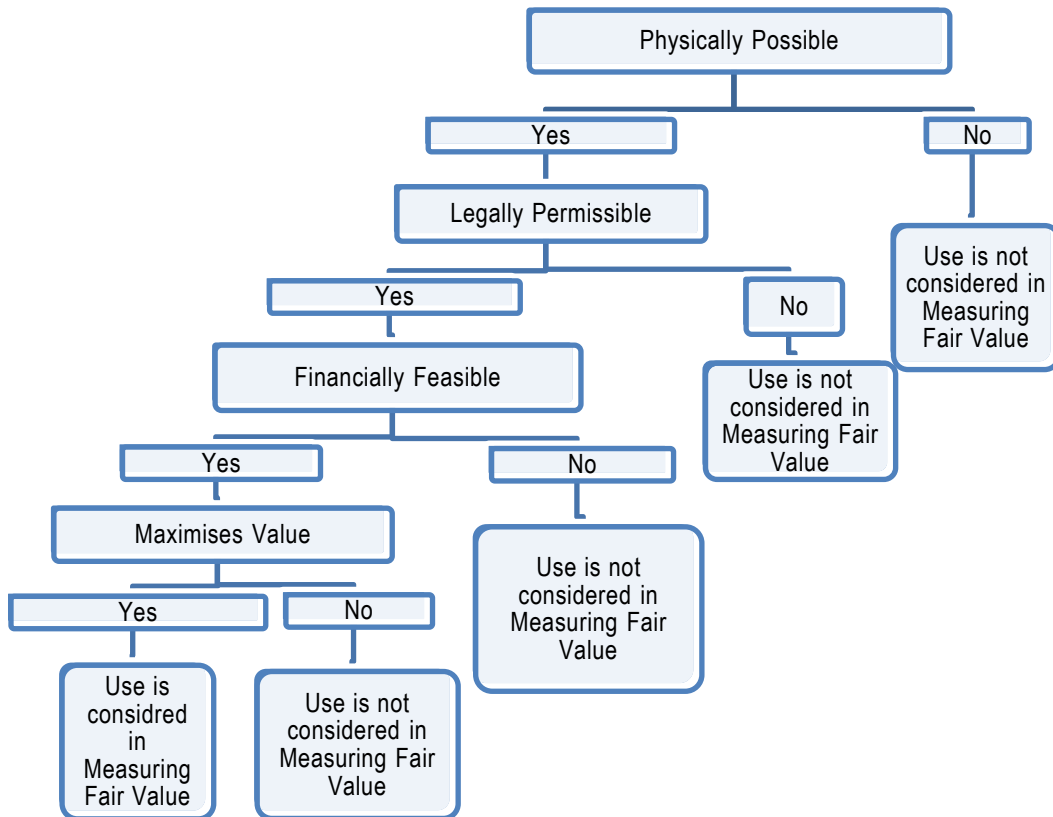 Physically Possible
Yes
No
Legally Permissible
Use is not
considered in
Measuring
Fair Value
Yes
No
Financially Feasible
Use is not
considered in
Measuring Fair
Value
Yes
No
Maximises Value
Use is not
considered in
Measuring Fair
Value
Yes
No
Use is
considred
in
Measuring
Fair Value
Use is not
considered in
Measuring Fair
Value